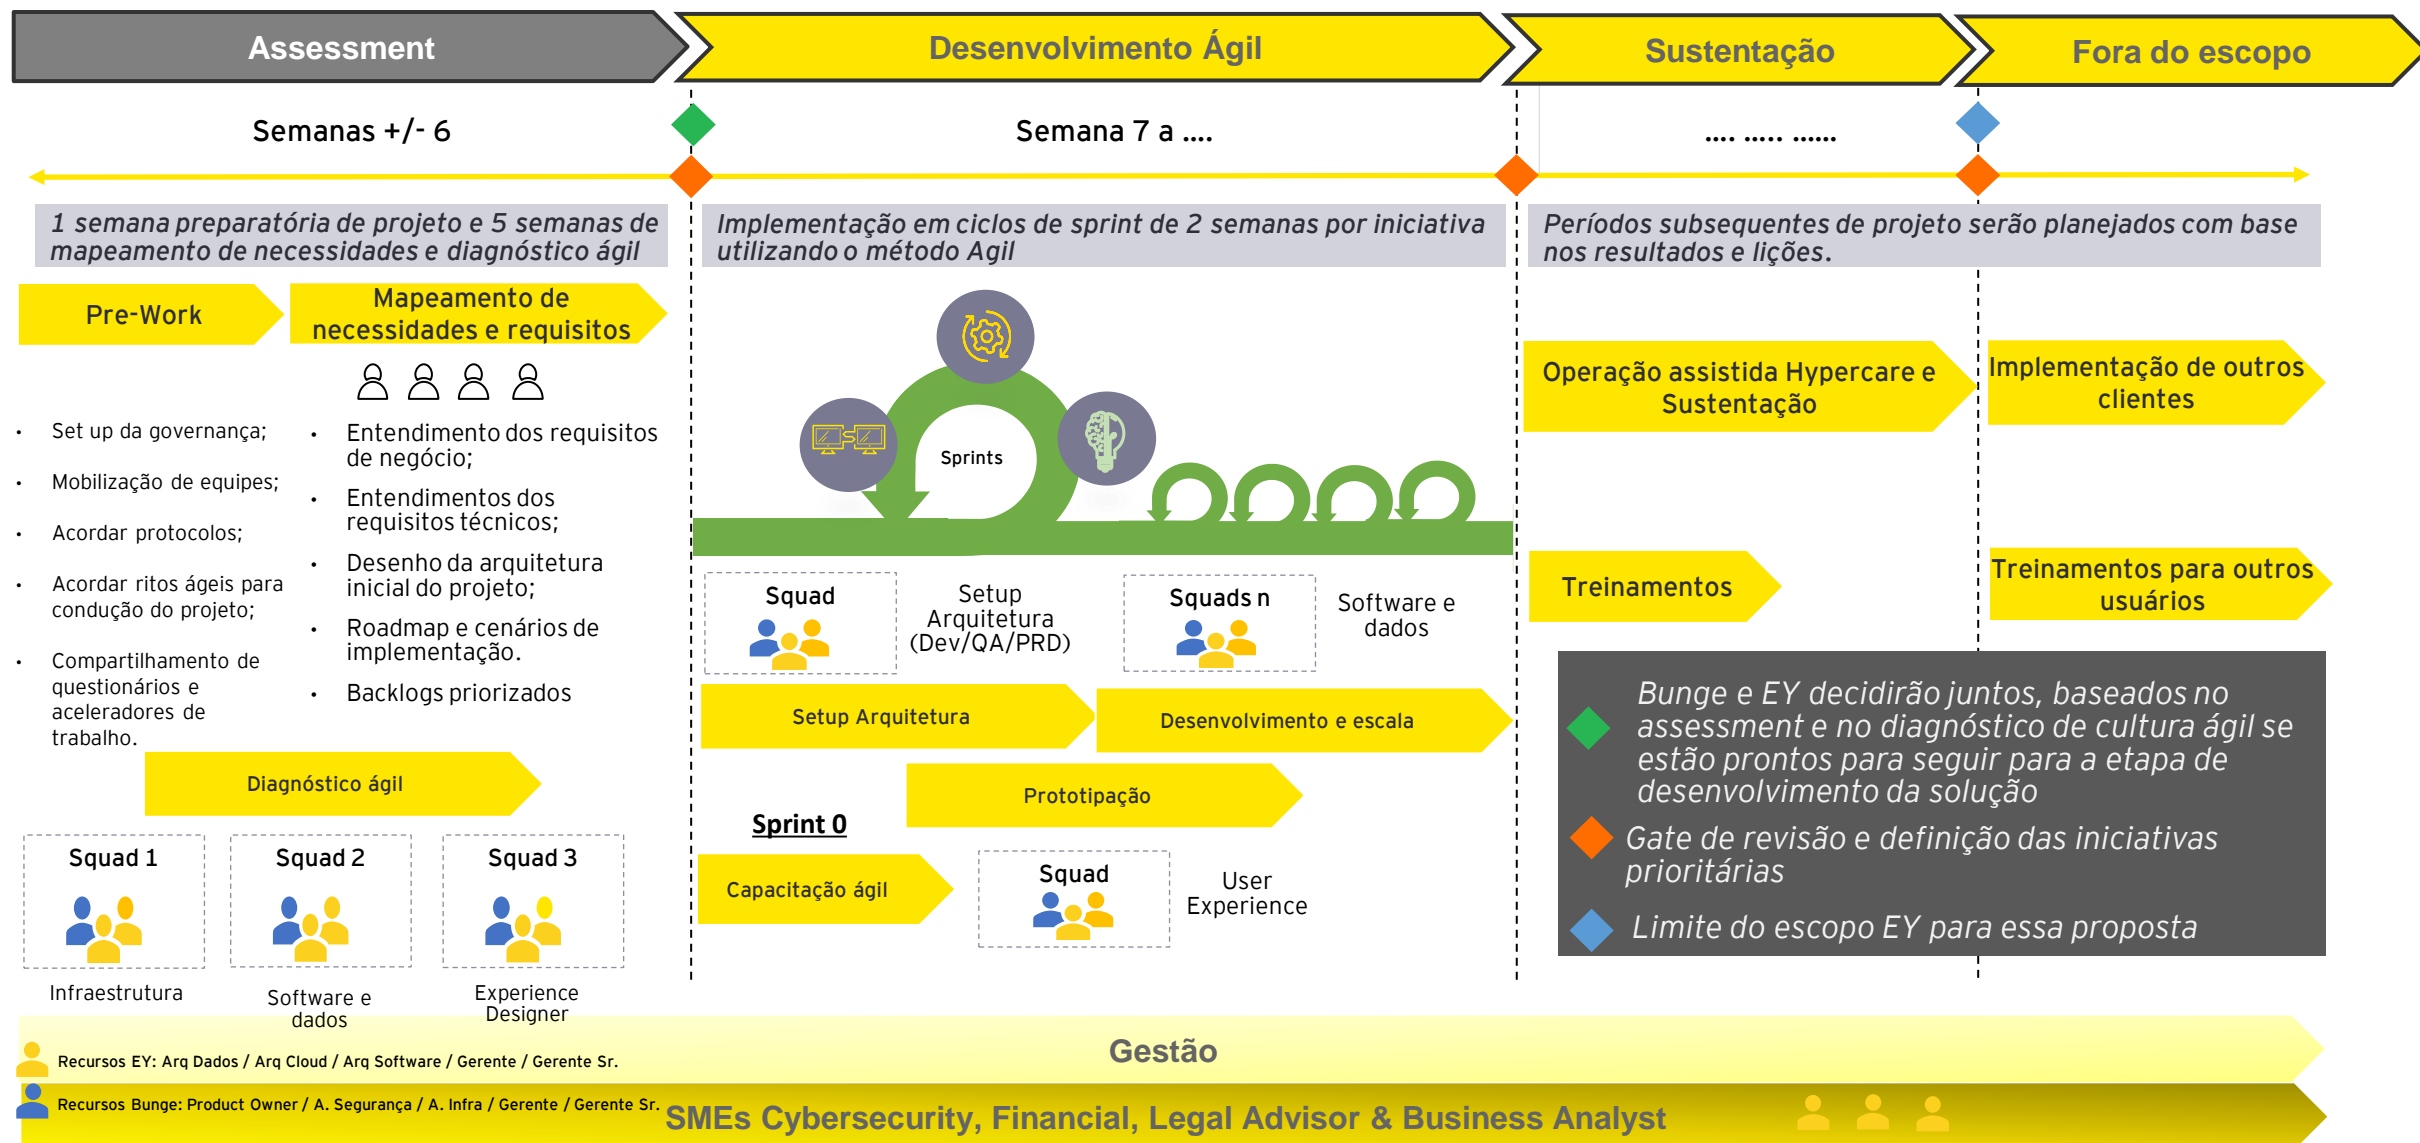 Assessment
Desenvolvimento Ágil
Sustentação
Fora do escopo
Semanas +/- 6
Semana 7 a ....
.... ..... ......
1 semana preparatória de projeto e 5 semanas de
mapeamento de necessidades e diagnóstico ágil
Implementação em ciclos de sprint de 2 semanas por iniciativa
utilizando o método Agil
Períodos subsequentes de projeto serão planejados com base
nos resultados e lições.
Pre-Work
Mapeamento de
necessidades e requisitos
• Set up da governança;
• Mobilização de equipes;
• Acordar protocolos;
• Acordar ritos ágeis para
condução do projeto;
• Compartilhamento de
questionários e
aceleradores de
trabalho.
• Entendimento dos requisitos
de negócio;
• Entendimentos dos
requisitos técnicos;
• Desenho da arquitetura
inicial do projeto;
• Roadmap e cenários de
implementação.
• Backlogs priorizados
Diagnóstico ágil
Squad 1
Squad 2
Squad 3
Infraestrutura
Software e
dados
Experience
Designer
Sprints
Squad
Setup
Arquitetura
(Dev/QA/PRD)
Squads n
Software e
dados
Setup Arquitetura
Desenvolvimento e escala
Prototipação
Sprint 0
Capacitação ágil
Squad
User
Experience
Operação assistida Hypercare e
Sustentação
Implementação de outros
clientes
Treinamentos
Treinamentos para outros
usuários
Bunge e EY decidirão juntos, baseados no
assessment e no diagnóstico de cultura ágil se
estão prontos para seguir para a etapa de
desenvolvimento da solução
Gate de revisão e definição das iniciativas
prioritárias
Limite do escopo EY para essa proposta
Gestão
Recursos EY: Arq Dados / Arq Cloud / Arq Software / Gerente / Gerente Sr.
Recursos Bunge: Product Owner / A. Segurança / A. Infra / Gerente / Gerente Sr.
SMEs Cybersecurity, Financial, Legal Advisor & Business Analyst